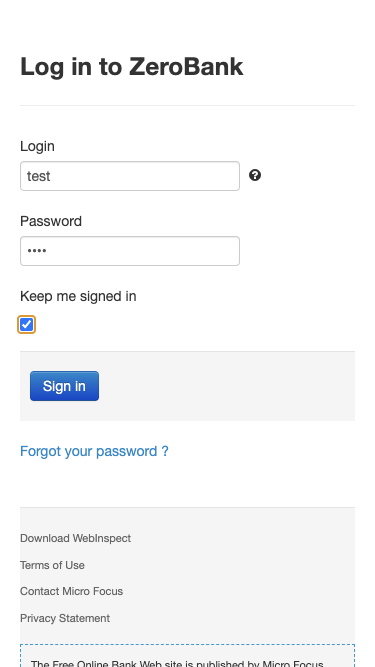 Log in to ZeroBank
Login
test
Password
••••
Keep me signed in
Sign in
Forgot your password ?
Download WebInspect
Terms of Use
Contact Micro Focus
Privacy Statement
The Free Online Bank Web site is published by Micro Focus